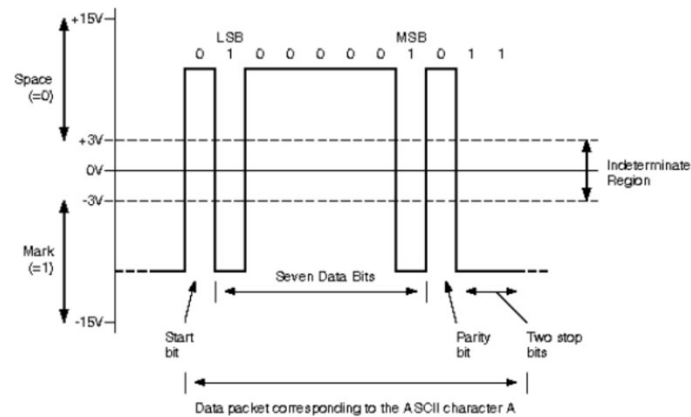 +15V
LSB MSB
0 1 0 0 0 0 0 1 0 1 1
Space
(=0)
+3V
0V
-3V
Indeterminate
Region
Mark
(=1)
Seven Data Bits
-15V
Start
bit
Parity
bit
Two stop
bits
Data packet corresponding to the ASCII character A